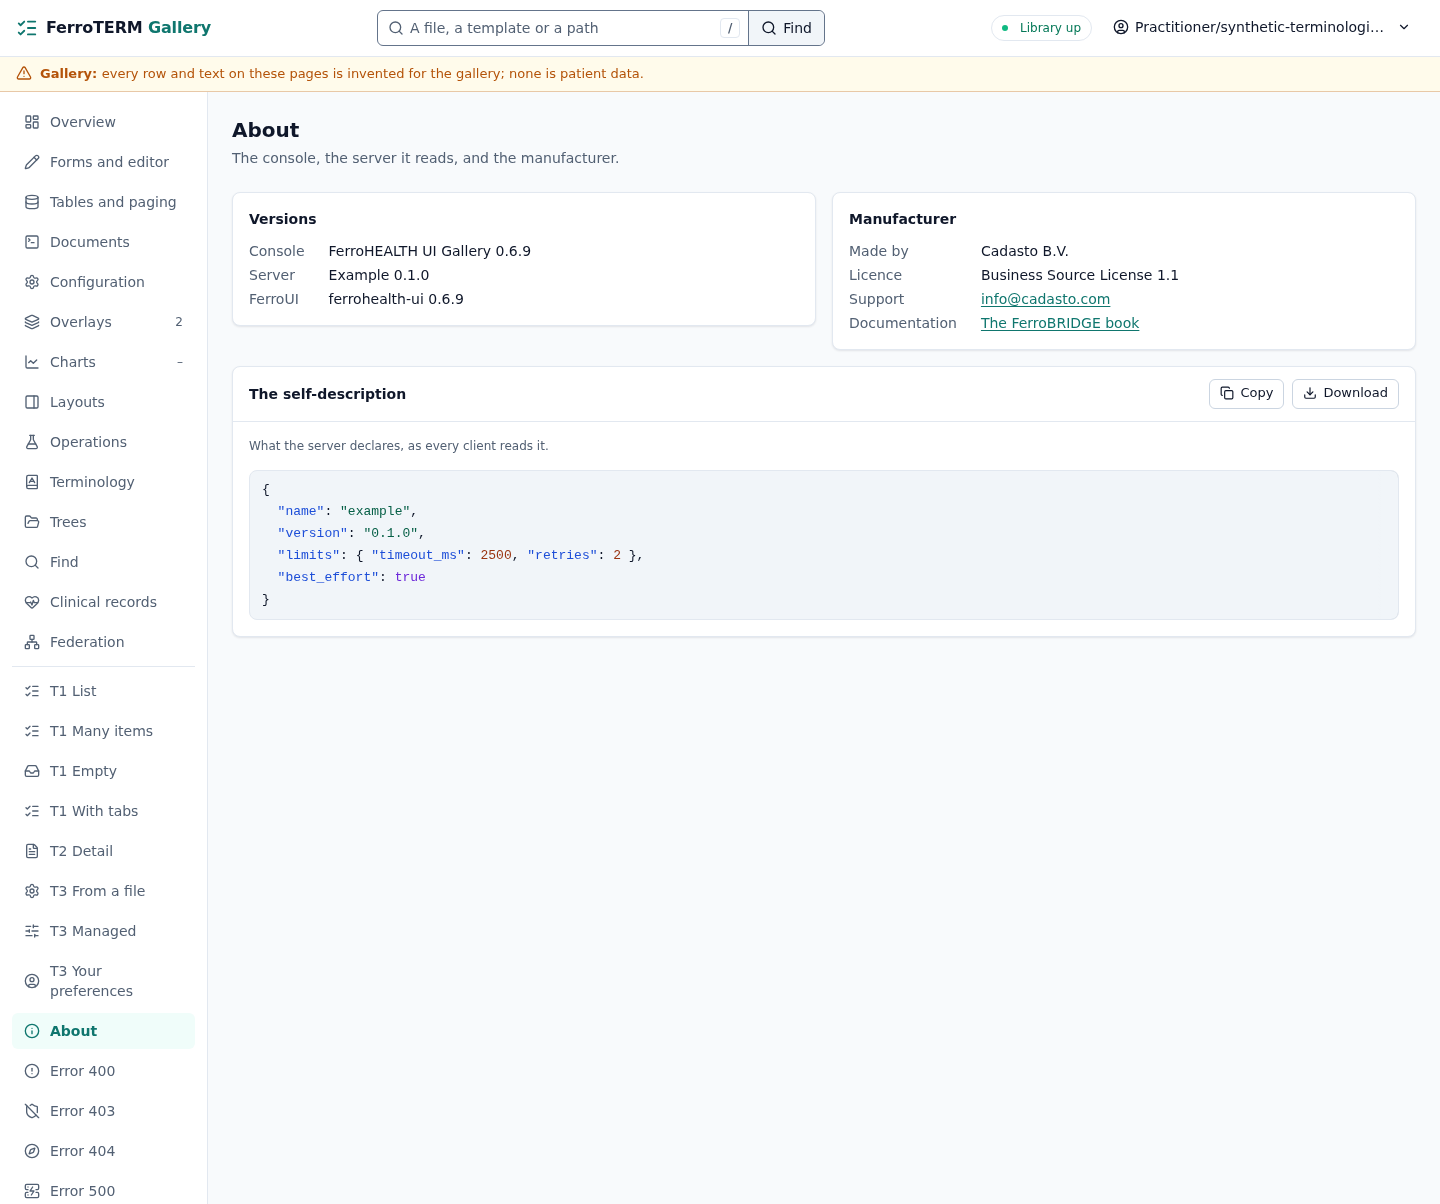 FerroTERM Gallery
A file, a template or a path
/
Find
Library up
Practitioner/synthetic-terminologi...
Gallery: every row and text on these pages is invented for the gallery; none is patient data.
Overview
Forms and editor
Tables and paging
Documents
Configuration
Overlays 2
Charts –
Layouts
Operations
Terminology
Trees
Find
Clinical records
Federation
T1 List
T1 Many items
T1 Empty
T1 With tabs
T2 Detail
T3 From a file
T3 Managed
T3 Your
preferences
About
Error 400
Error 403
Error 404
Error 500
About
The console, the server it reads, and the manufacturer.
Versions
Console FerroHEALTH UI Gallery 0.6.9
Server Example 0.1.0
FerroUI ferrohealth-ui 0.6.9
Manufacturer
Made by Cadasto B.V.
Licence Business Source License 1.1
Support info@cadasto.com
Documentation The FerroBRIDGE book
The self-description
Copy
Download
What the server declares, as every client reads it.
{
  "name": "example",
  "version": "0.1.0",
  "limits": { "timeout_ms": 2500, "retries": 2 },
  "best_effort": true
}